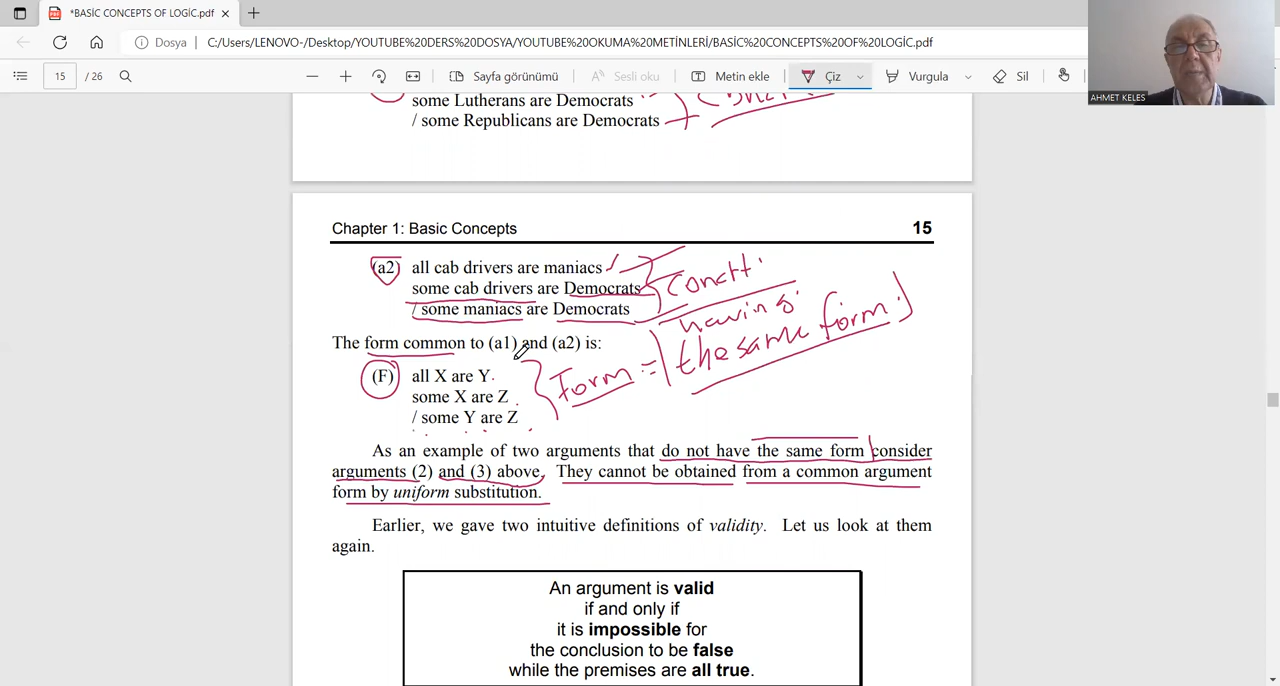 *BASIC CONCEPTS OF LOGİC.pdf
Dosya C:/Users/LENOVO-/Desktop/YOUTUBE%20DERS%20DOSYA/YOUTUBE%20OKUMA%20METİNLERİ/BASİC%20CONCEPTS%20OF%20LOGİC.pdf
15 / 26 Sayfa görünümü Sesli oku Metin ekle Çiz Vurgula Sil
AHMET KELES
some Lutherans are Democrats
/ some Republicans are Democrats
Chapter 1: Basic Concepts 15
(a2) all cab drivers are maniacs
some cab drivers are Democrats
/ some maniacs are Democrats
having
the same form
The form common to (a1) and (a2) is:
(F) all X are Y.
some X are Z
/ some Y are Z
Form =
As an example of two arguments that do not have the same form consider
arguments (2) and (3) above. They cannot be obtained from a common argument
form by uniform substitution.
Earlier, we gave two intuitive definitions of validity. Let us look at them
again.
An argument is valid
if and only if
it is impossible for
the conclusion to be false
while the premises are all true.